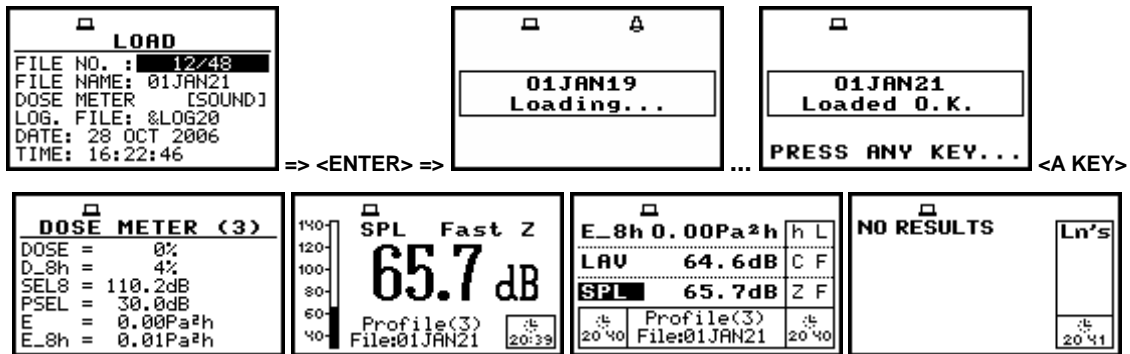 LOAD
FILE NO. : 12/48
FILE NAME: 01JAN21
DOSE METER [SOUND]
LOG. FILE: &LOG20
DATE: 28 OCT 2006
TIME: 16:22:46
=> <ENTER> =>
01JAN19
Loading...
...
01JAN21
Loaded O.K.
PRESS ANY KEY...
<A KEY>
DOSE METER (3)
DOSE = 0%
D_8h = 4%
SEL8 = 110.2dB
PSEL = 30.0dB
E = 0.00Pa²h
E_8h = 0.01Pa²h
140
120
100
80
60
40
SPL Fast Z
65.7 dB
Profile(3)
File:01JAN21
20:39
E_8h 0.00Pa²h h L
LAV 64.6dB C F
SPL 65.7dB Z F
Profile(3)
20:40 File:01JAN21 20:40
NO RESULTS
Ln's
20:41